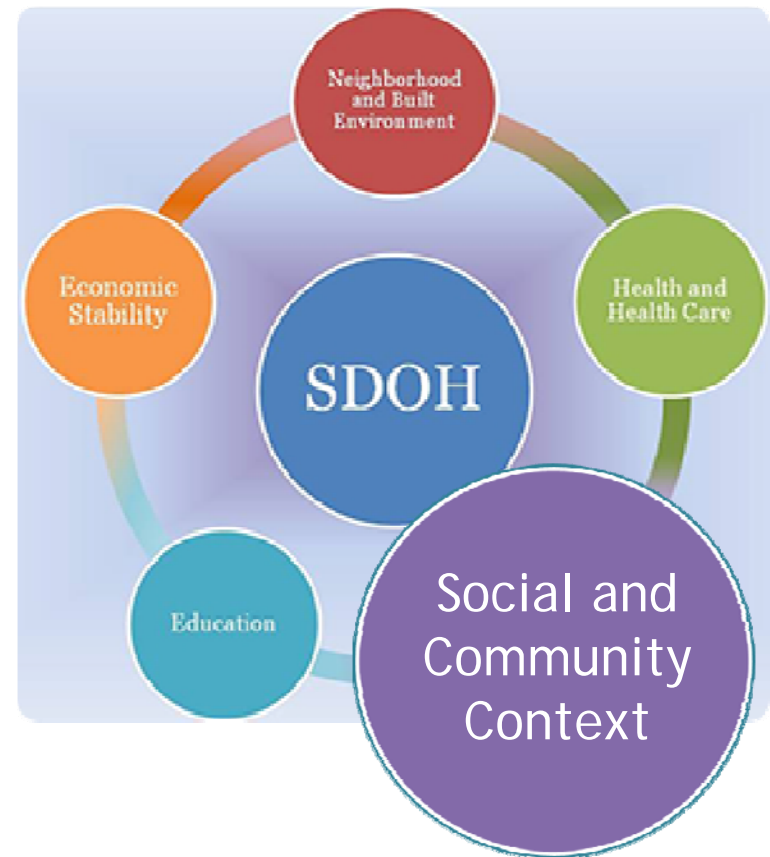 Neighborhood
and Built
Environment
Economic
Stability
Health and
Health Care
SDOH
Education
Social and
Community
Context